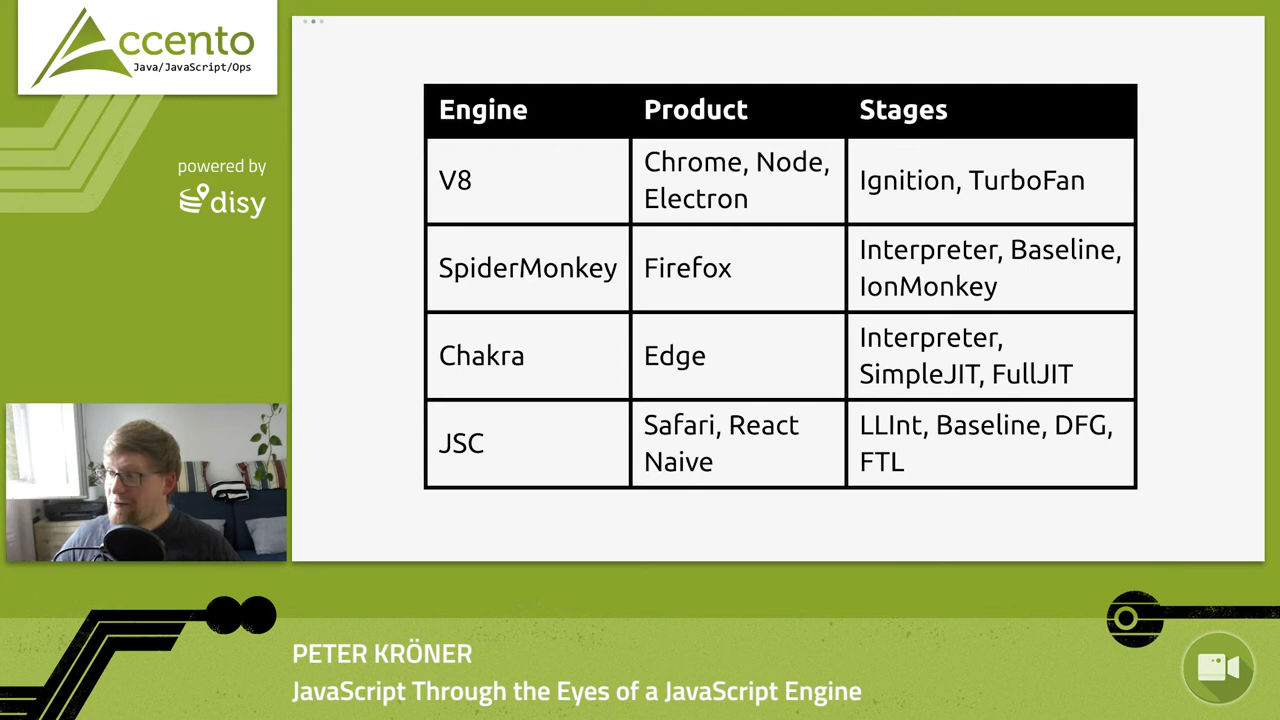 Accento
Java/JavaScript/Ops
powered by
disy
Engine Product Stages
V8
Chrome, Node,
Electron
Ignition, TurboFan
SpiderMonkey
Firefox
Interpreter, Baseline,
IonMonkey
Chakra
Edge
Interpreter,
SimpleJIT, FullJIT
JSC
Safari, React
Naive
LLInt, Baseline, DFG,
FTL
PETER KRÖNER
JavaScript Through the Eyes of a JavaScript Engine